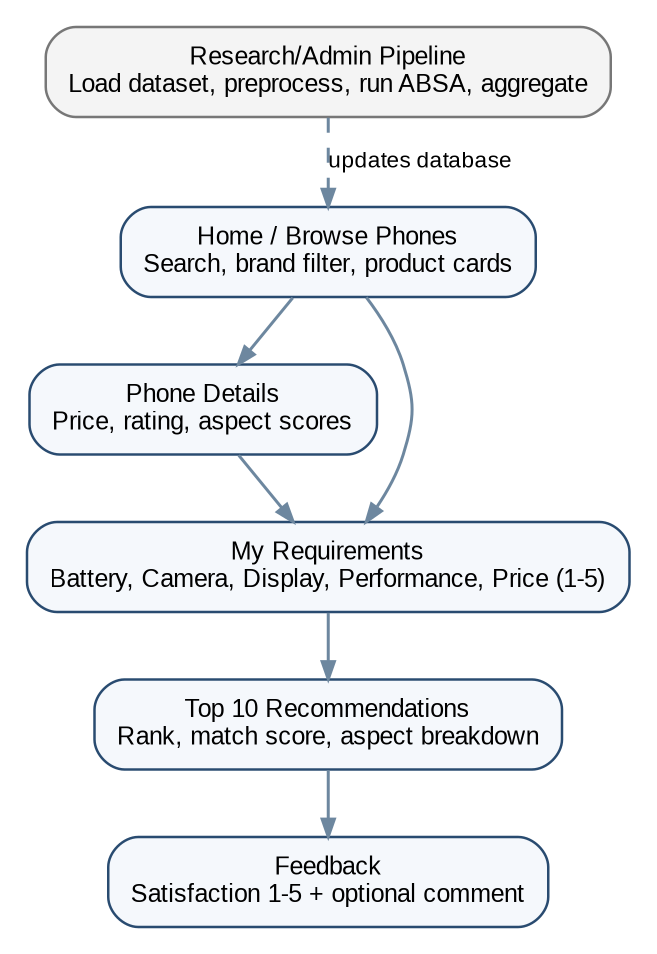 Research/Admin Pipeline
Load dataset, preprocess, run ABSA, aggregate
updates database
Home / Browse Phones
Search, brand filter, product cards
Phone Details
Price, rating, aspect scores
My Requirements
Battery, Camera, Display, Performance, Price (1-5)
Top 10 Recommendations
Rank, match score, aspect breakdown
Feedback
Satisfaction 1-5 + optional comment